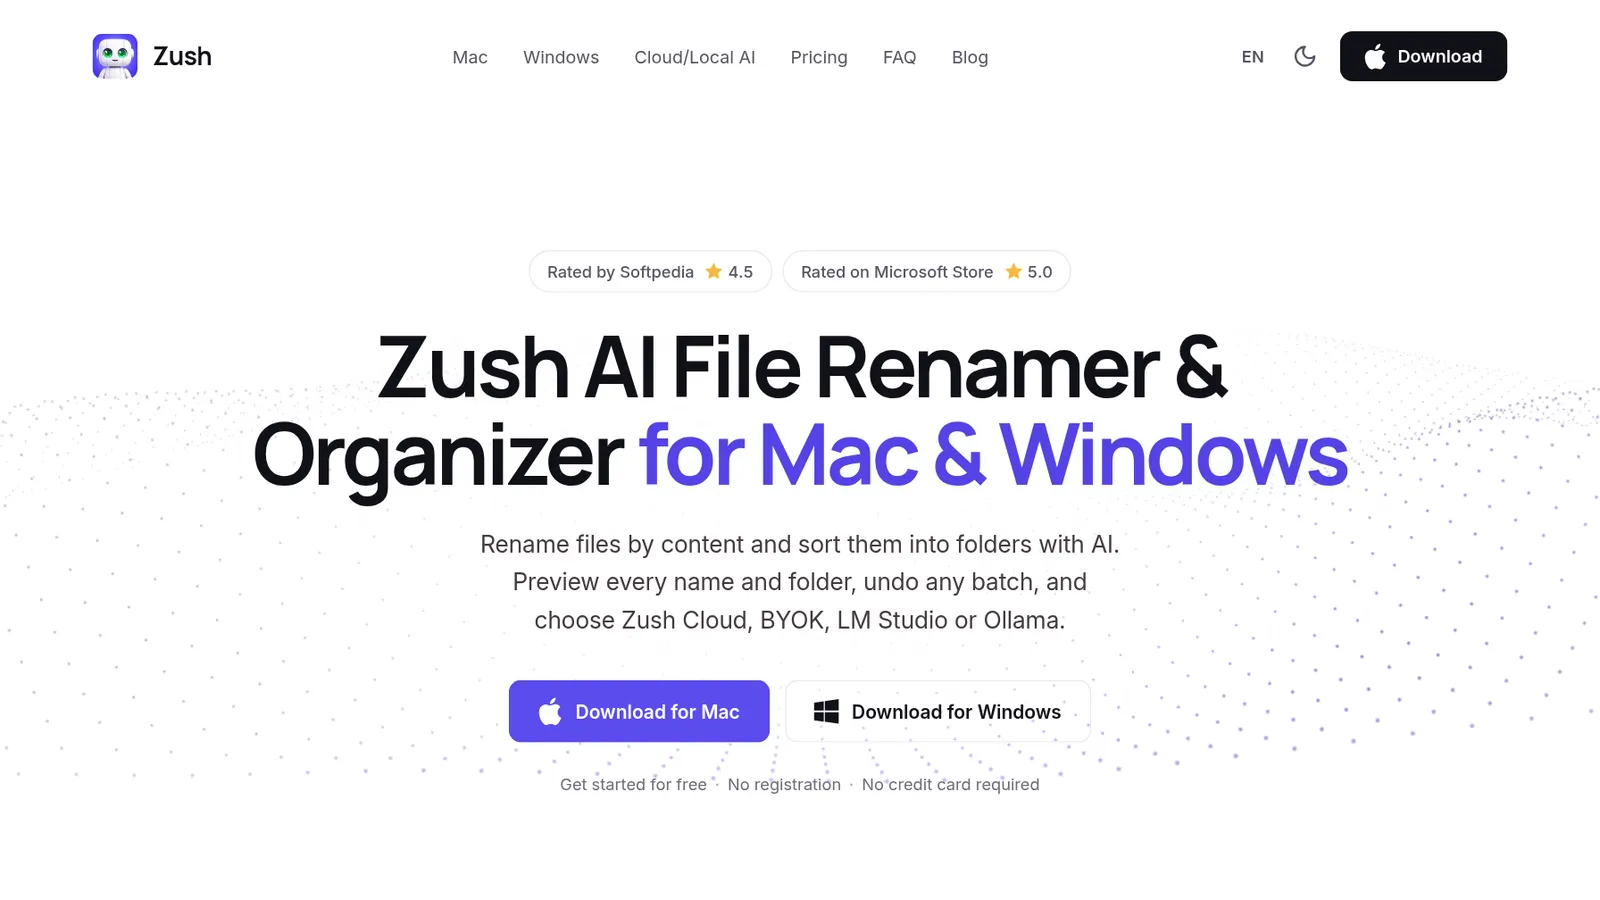 Zush
Mac
Windows
Cloud/Local AI
Pricing
FAQ
Blog
EN
Download
Rated by Softpedia 4.5
Rated on Microsoft Store 5.0
Zush AI File Renamer &
Organizer for Mac & Windows
Rename files by content and sort them into folders with AI.
Preview every name and folder, undo any batch, and
choose Zush Cloud, BYOK, LM Studio or Ollama.
Download for Mac
Download for Windows
Get started for free · No registration · No credit card required